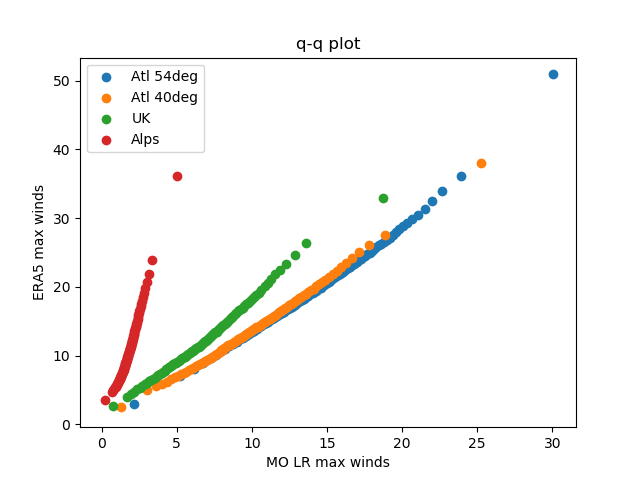 q-q plot
Atl 54deg
Atl 40deg
UK
Alps
50
40
30
20
10
0
ERA5 max winds
0 5 10 15 20 25 30
MO LR max winds